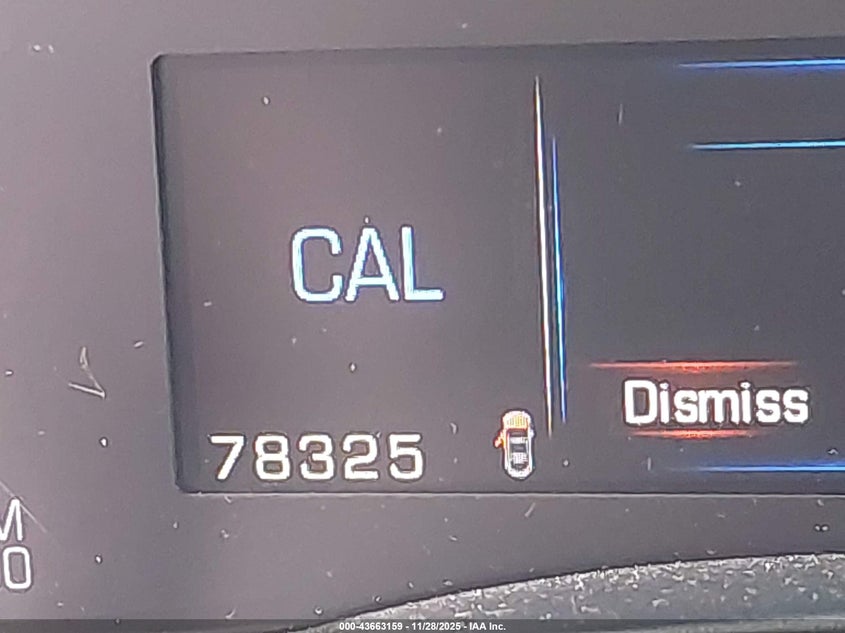 CAL
Dismiss
78325
000-43663159 - 11/28/2025 - IAA Inc.